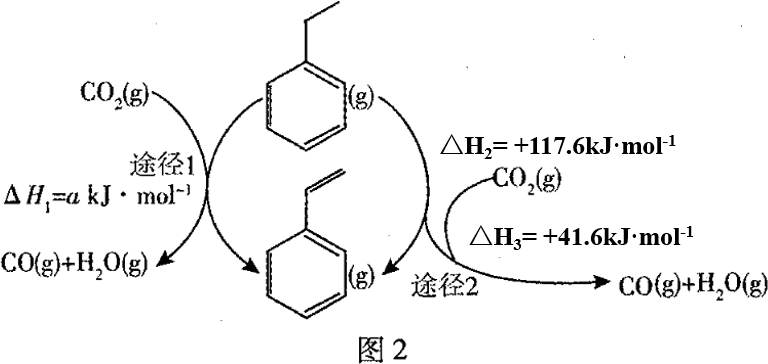 CO₂(g)
(g)
途径1
ΔH₁=a kJ·mol⁻¹
CO(g)+H₂O(g)
(g)
△H₂= +117.6kJ·mol⁻¹
CO₂(g)
△H₃= +41.6kJ·mol⁻¹
途径2
CO(g)+H₂O(g)
图2